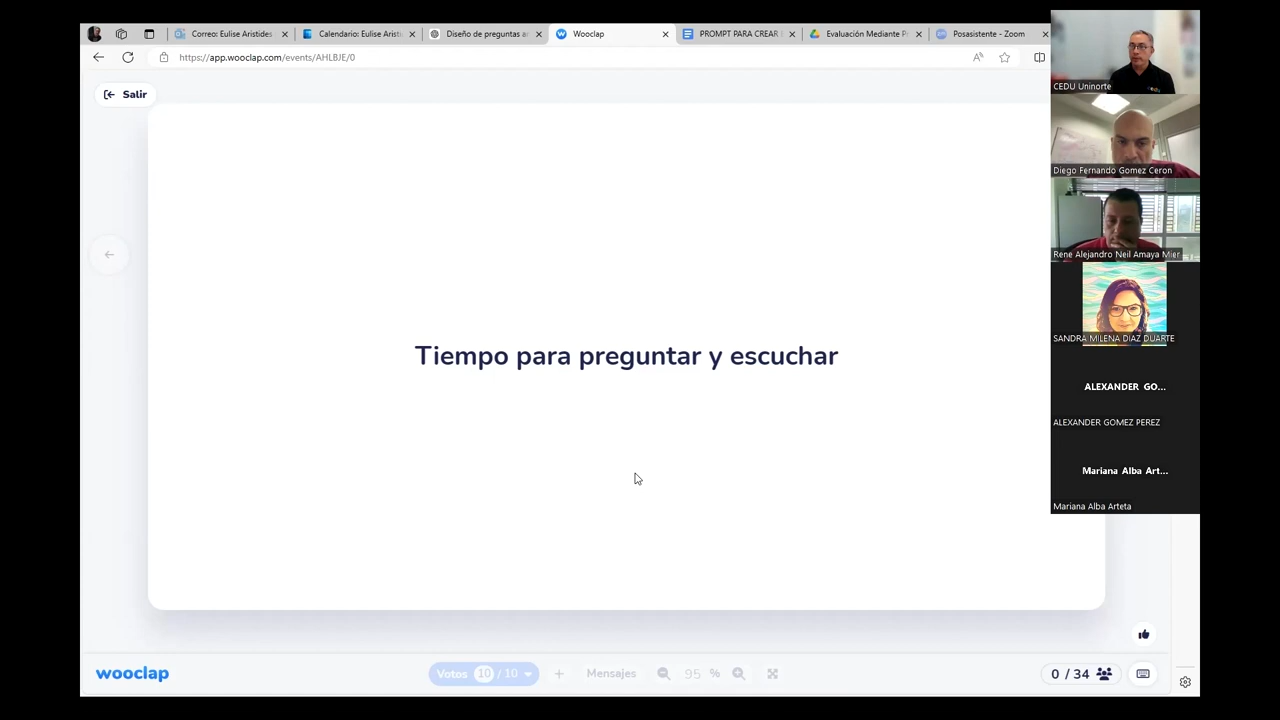 Correo: Eulise Aristides
Calendario: Eulise Arist
Diseño de preguntas a
Wooclap
PROMPT PARA CREAR
Evaluación Mediante P
Posasistente - Zoom
https://app.wooclap.com/events/AHLBJE/0
Salir
Tiempo para preguntar y escuchar
CEDU Uninorte
Diego Fernando Gomez Ceron
Rene Alejandro Neil Amaya Mier
SANDRA MILENA DIAZ DUARTE
ALEXANDER GO...
ALEXANDER GOMEZ PEREZ
Mariana Alba Art...
Mariana Alba Arteta
wooclap
Votos 10 / 10
Mensajes
95 %
0 / 34